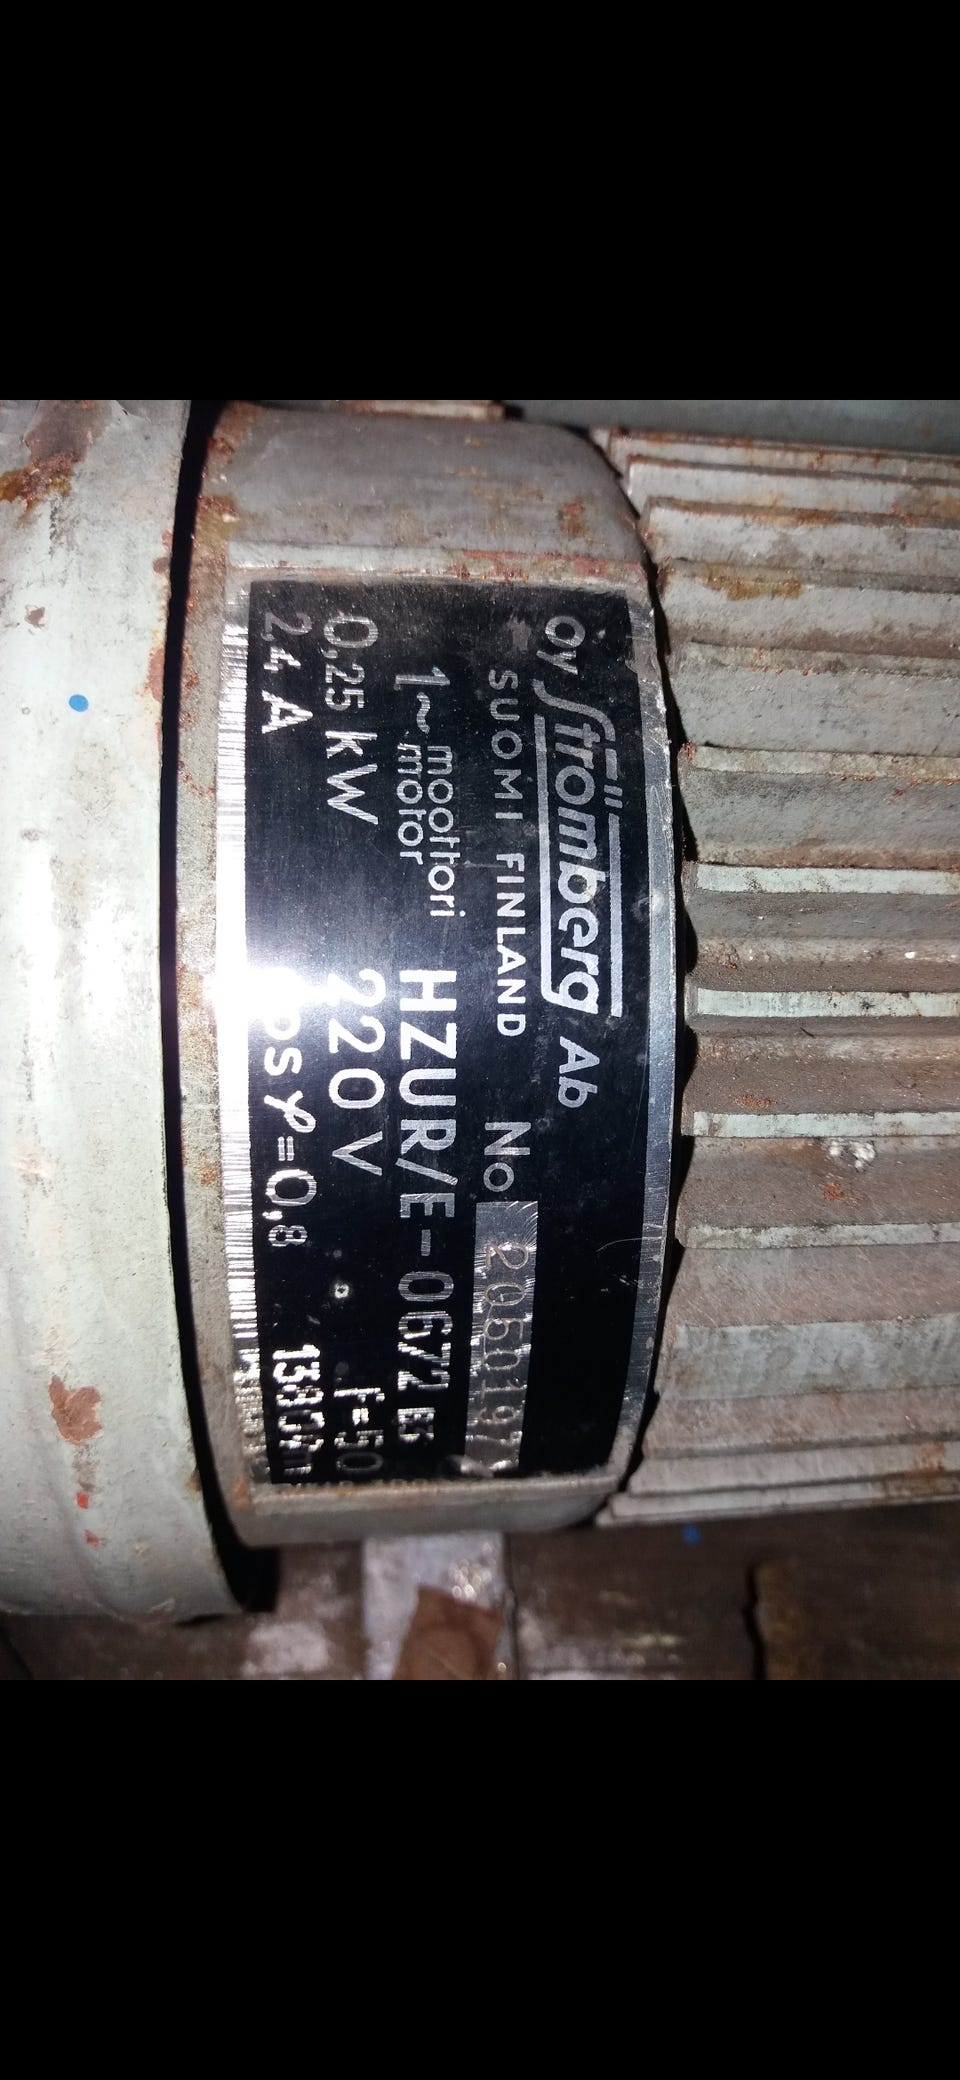 Oy Strömberg Ab
SUOMI FINLAND No
1~ moottori
motor HZUR/E-0672
0,25 kW 220 V f=50
2,4 A cosφ=0,8